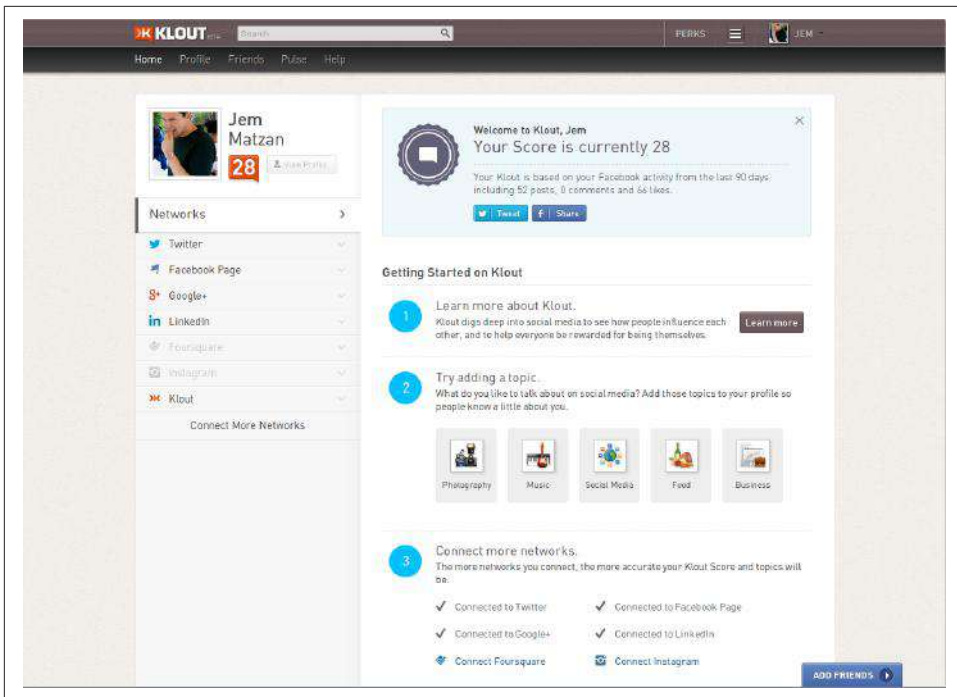 KLOUT
Search
PERKS
JEM
Home Profile Friends Pulse Help
Jem
Matzan
28
View Profile
Networks
Twitter
Facebook Page
Google+
LinkedIn
Foursquare
Instagram
Klout
Connect More Networks
Welcome to Klout, Jem
Your Score is currently 28
Your Klout is based on your Facebook activity from the last 90 days
including 52 posts, 0 comments and 66 likes.
Tweet
Share
Getting Started on Klout
1
Learn more about Klout.
Klout digs deep into social media to see how people influence each
other, and to help everyone be rewarded for being themselves.
Learn more
2
Try adding a topic.
What do you like to talk about on social media? Add those topics to your profile so
people know a little about you.
Photography Music Social Media Food Business
3
Connect more networks.
The more networks you connect, the more accurate your Klout Score and topics will
be.
Connected to Twitter Connected to Facebook Page
Connected to Google+ Connected to LinkedIn
Connect Foursquare Connect Instagram
ADD FRIENDS